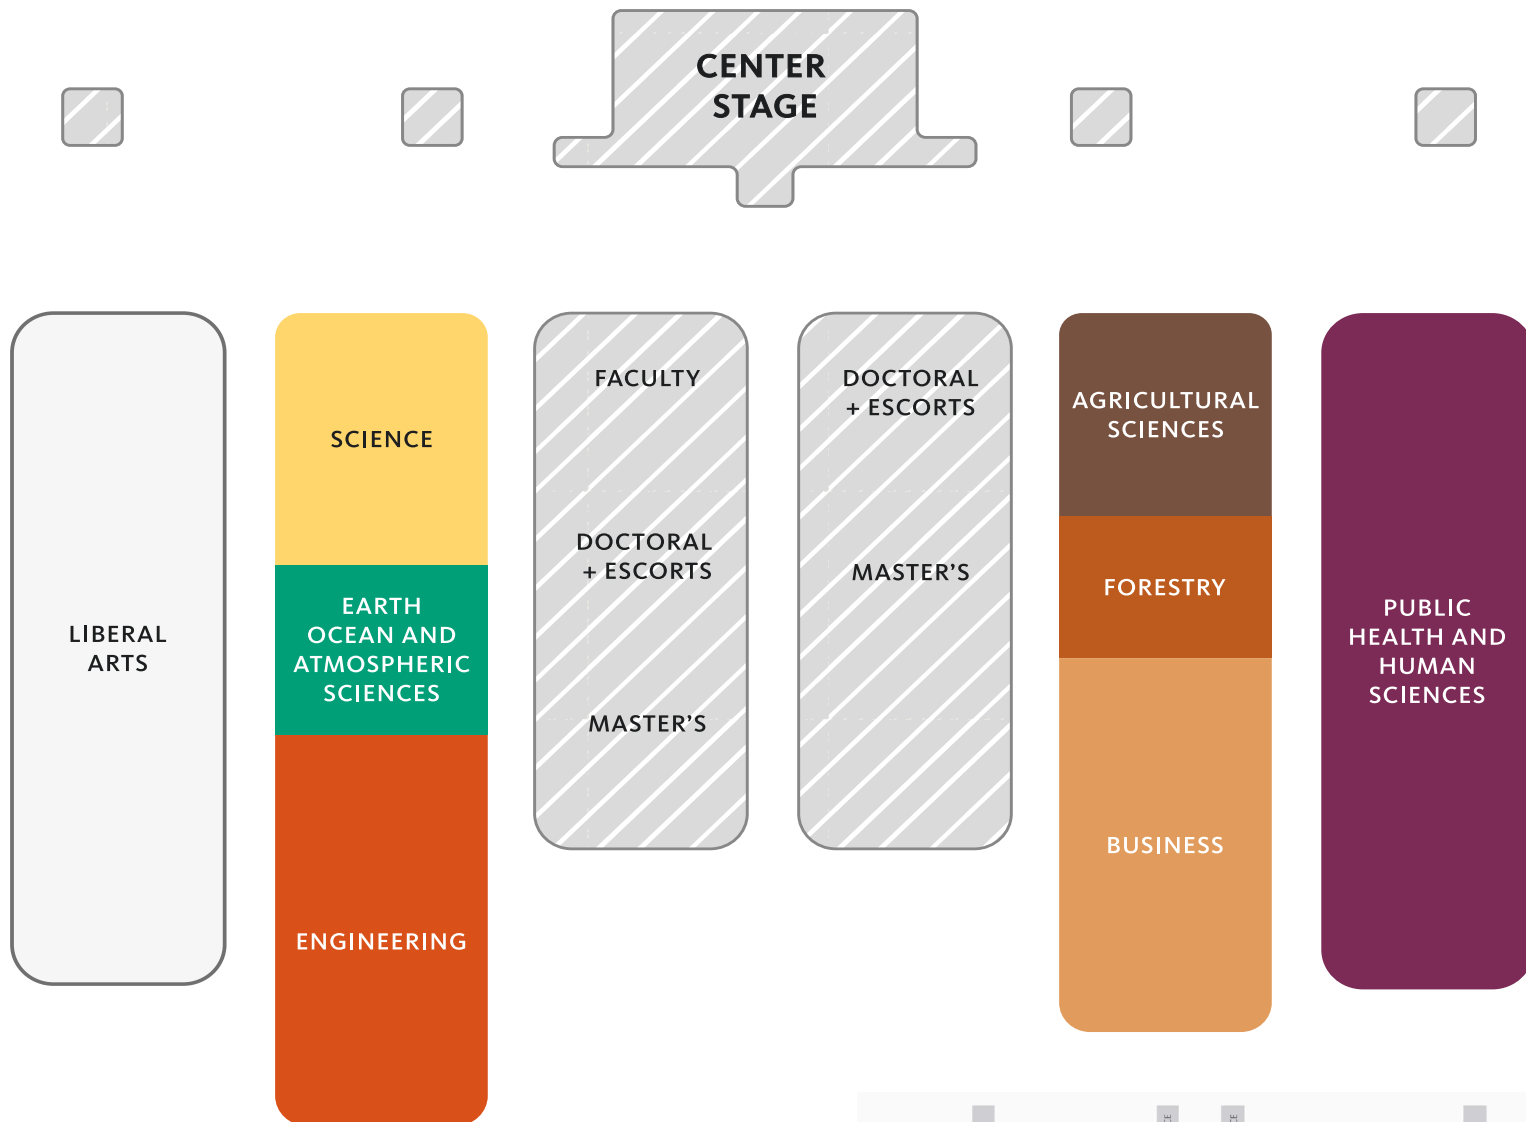 CENTER
STAGE
LIBERAL
ARTS
SCIENCE
EARTH
OCEAN AND
ATMOSPHERIC
SCIENCES
ENGINEERING
FACULTY
DOCTORAL
+ ESCORTS
MASTER'S
DOCTORAL
+ ESCORTS
MASTER'S
AGRICULTURAL
SCIENCES
FORESTRY
BUSINESS
PUBLIC
HEALTH AND
HUMAN
SCIENCES